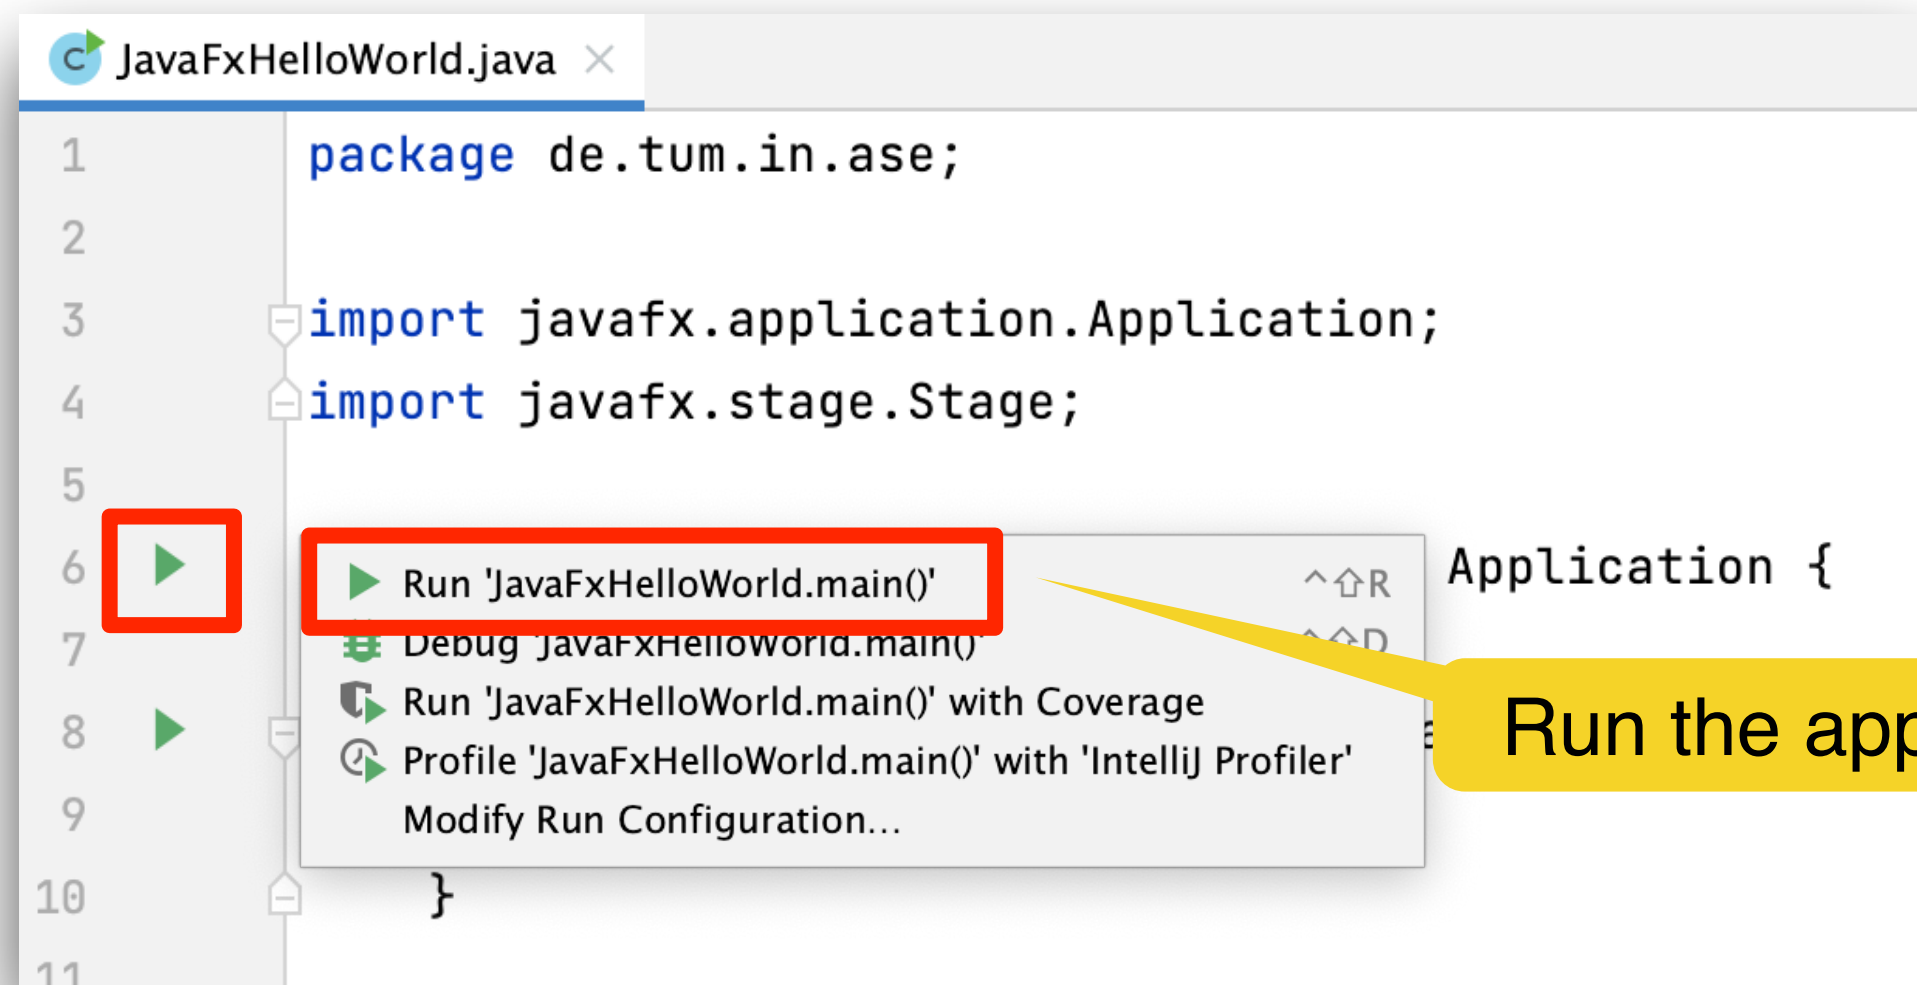 JavaFxHelloWorld.java
1 package de.tum.in.ase;
2
3 import javafx.application.Application;
4 import javafx.stage.Stage;
5
6 Application {
Run 'JavaFxHelloWorld.main()' ^⇧R
7
Debug 'JavaFxHelloWorld.main()' ^⇧D
Run 'JavaFxHelloWorld.main()' with Coverage
8
Run the app
Profile 'JavaFxHelloWorld.main()' with 'IntelliJ Profiler'
9
Modify Run Configuration...
10 }
11